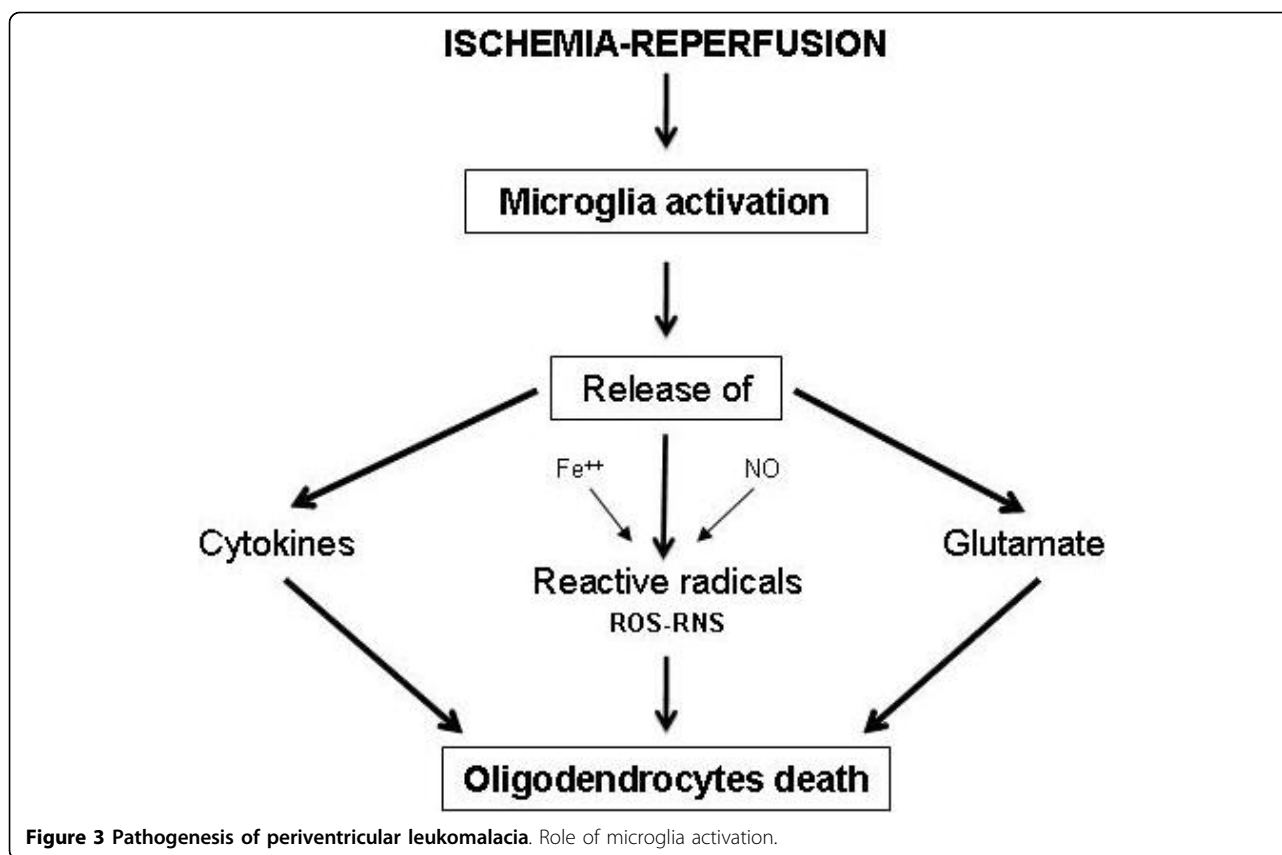 ISCHEMIA-REPERFUSION
Microglia activation
Release of
Fe⁺⁺ NO
Cytokines Glutamate
Reactive radicals
ROS-RNS
Oligodendrocytes death
Figure 3 Pathogenesis of periventricular leukomalacia. Role of microglia activation.